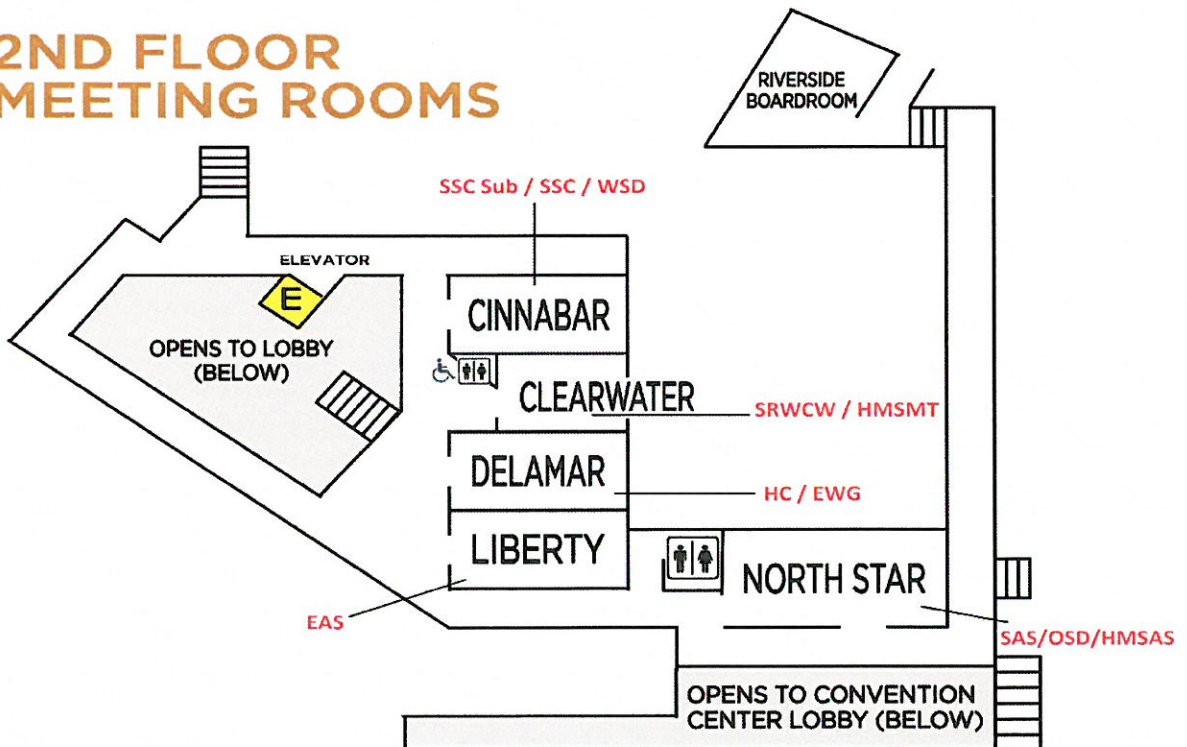 2ND FLOOR
MEETING ROOMS
RIVERSIDE
BOARDROOM
SSC Sub / SSC / WSD
ELEVATOR
E
CINNABAR
OPENS TO LOBBY
(BELOW)
CLEARWATER
SRWCW / HMSMT
DELAMAR
HC / EWG
LIBERTY
NORTH STAR
EAS
SAS/OSD/HMSAS
OPENS TO CONVENTION
CENTER LOBBY (BELOW)